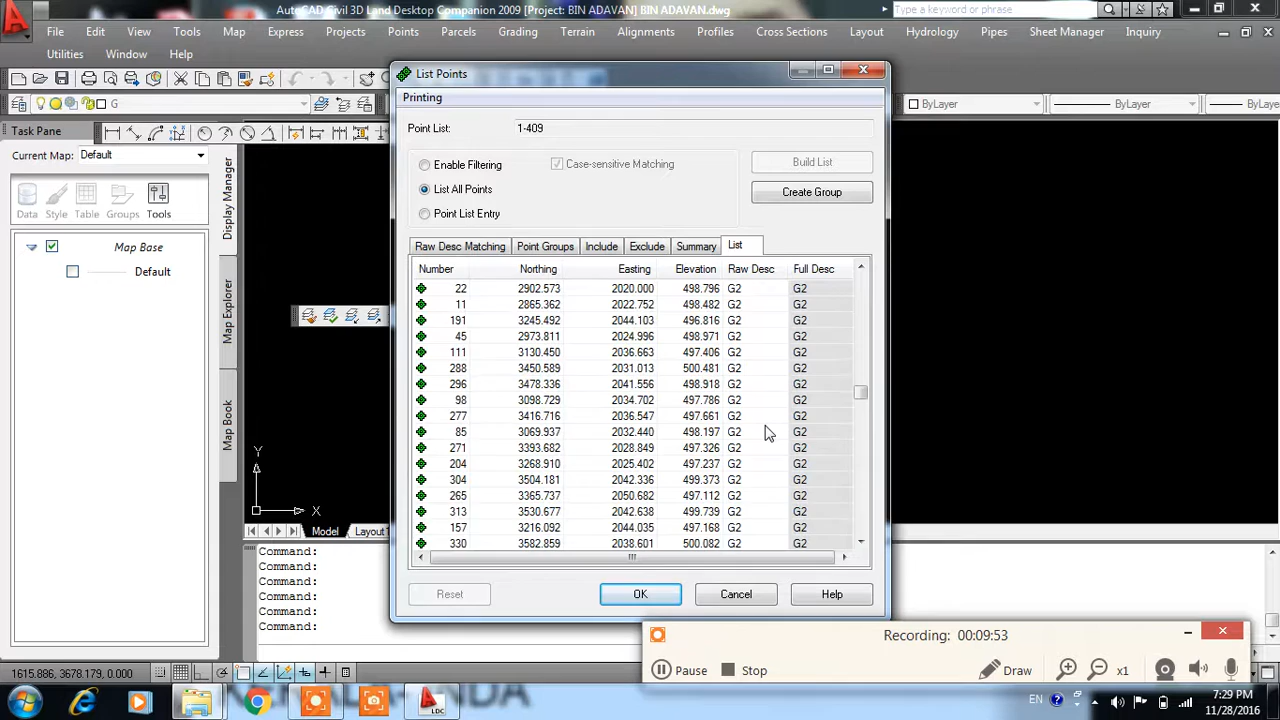 AutoCAD Civil 3D Land Desktop Companion 2009 [Project: BIN ADAVAN] BIN ADAVAN.dwg
Type a keyword or phrase
File Edit View Tools Map Express Projects Points Parcels Grading Terrain Alignments Profiles Cross Sections Layout Hydrology Pipes Sheet Manager Inquiry
Utilities Window Help
G
ByLayer
ByLayer
ByLayer
Task Pane
Current Map: Default
Data Style Table Groups Tools
Map Base
Default
Display Manager
Map Explorer
Map Book
List Points
Printing
Point List: 1-409
Enable Filtering
Case-sensitive Matching
Build List
List All Points
Create Group
Point List Entry
Raw Desc Matching Point Groups Include Exclude Summary List
Number Northing Easting Elevation Raw Desc Full Desc
22 2902.573 2020.000 498.796 G2 G2
11 2865.362 2022.752 498.482 G2 G2
191 3245.492 2044.103 496.816 G2 G2
45 2973.811 2024.996 498.971 G2 G2
111 3130.450 2036.663 497.406 G2 G2
288 3450.589 2031.013 500.481 G2 G2
296 3478.336 2041.556 498.918 G2 G2
98 3098.729 2034.702 497.786 G2 G2
277 3416.716 2036.547 497.661 G2 G2
85 3069.937 2032.440 498.197 G2 G2
271 3393.682 2028.849 497.326 G2 G2
204 3268.910 2025.402 497.237 G2 G2
304 3504.181 2042.336 499.373 G2 G2
265 3365.737 2050.682 497.112 G2 G2
313 3530.677 2042.638 499.739 G2 G2
157 3216.092 2044.035 497.168 G2 G2
330 3582.859 2038.601 500.082 G2 G2
Reset OK Cancel Help
Y
X
Model Layout
Command:
Command:
Command:
Command:
Command:
Command:
1615.886, 3678.179, 0.000
Recording: 00:09:53
Pause Stop Draw x1
LDC
EN
7:29 PM
11/28/2016